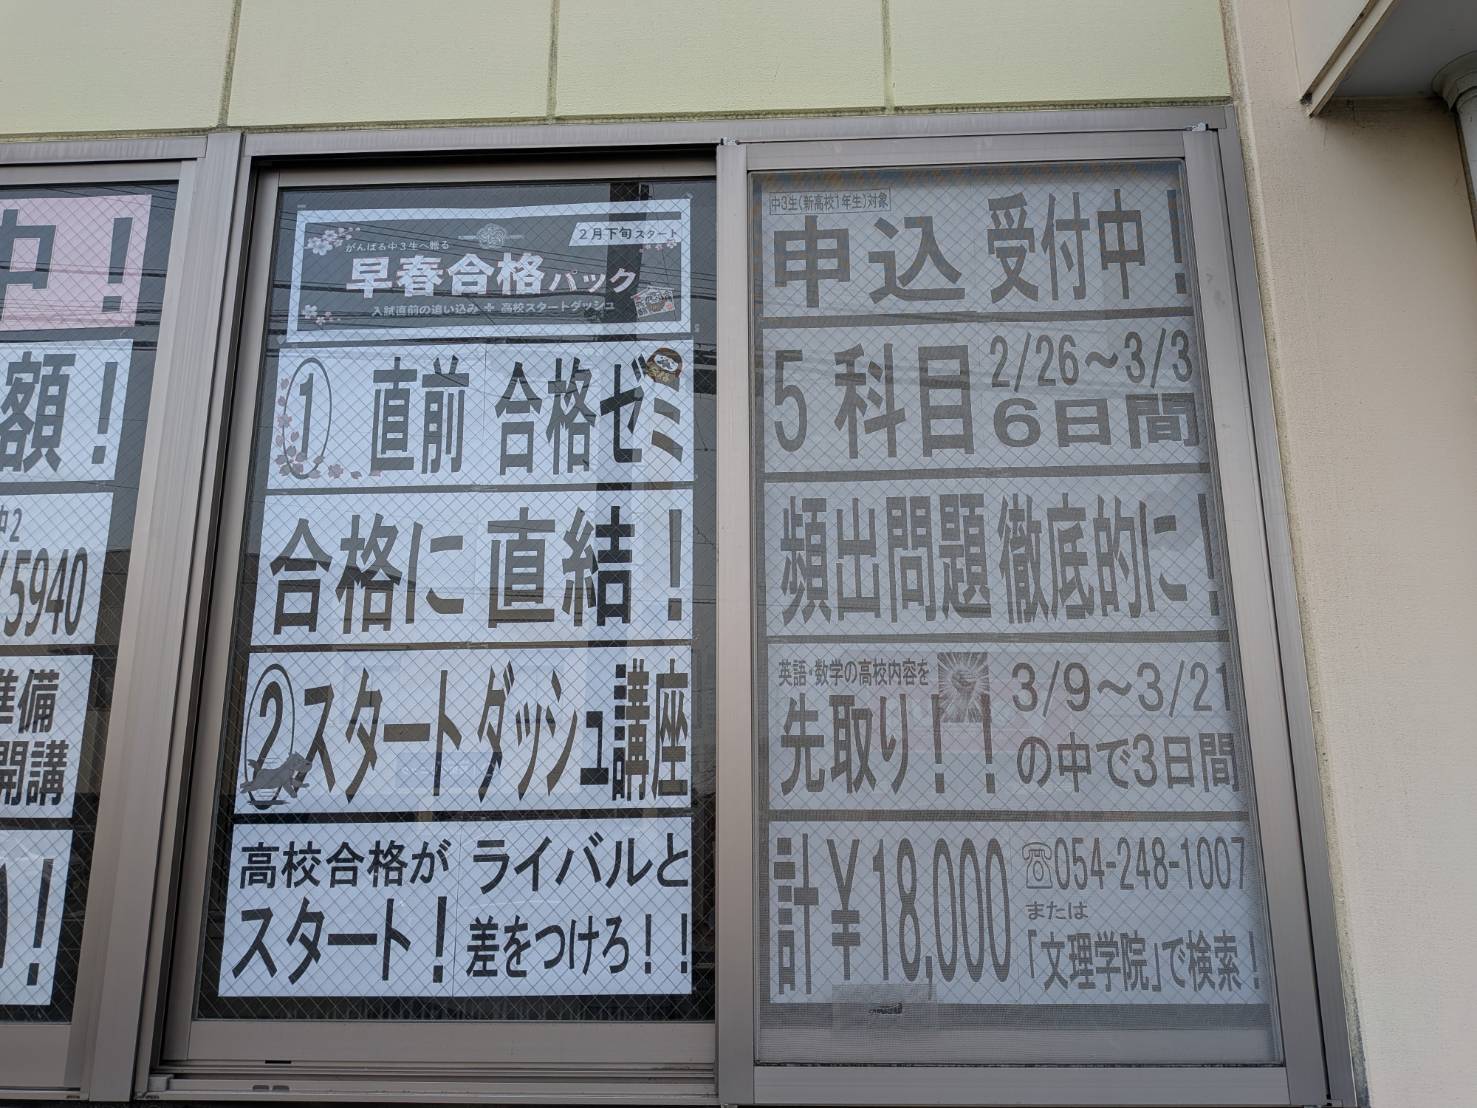 中！
額！
中2
5940
準備
開講
！
がんばる中3生へ贈る
2月下旬スタート
早春合格パック
入試直前の追い込み + 高校スタートダッシュ
① 直前 合格ゼミ
合格に 直結！
②スタートダッシュ講座
高校合格が ライバルと
スタート！ 差をつけろ！！
中3生(新高校1年生)対象
申込 受付中！
5科目 2/26～3/3
6日間
頻出問題 徹底的に！
英語・数学の高校内容を
先取り！！
3/9～3/21
の中で3日間
計￥18,000
☎054-248-1007
または
「文理学院」で検索！